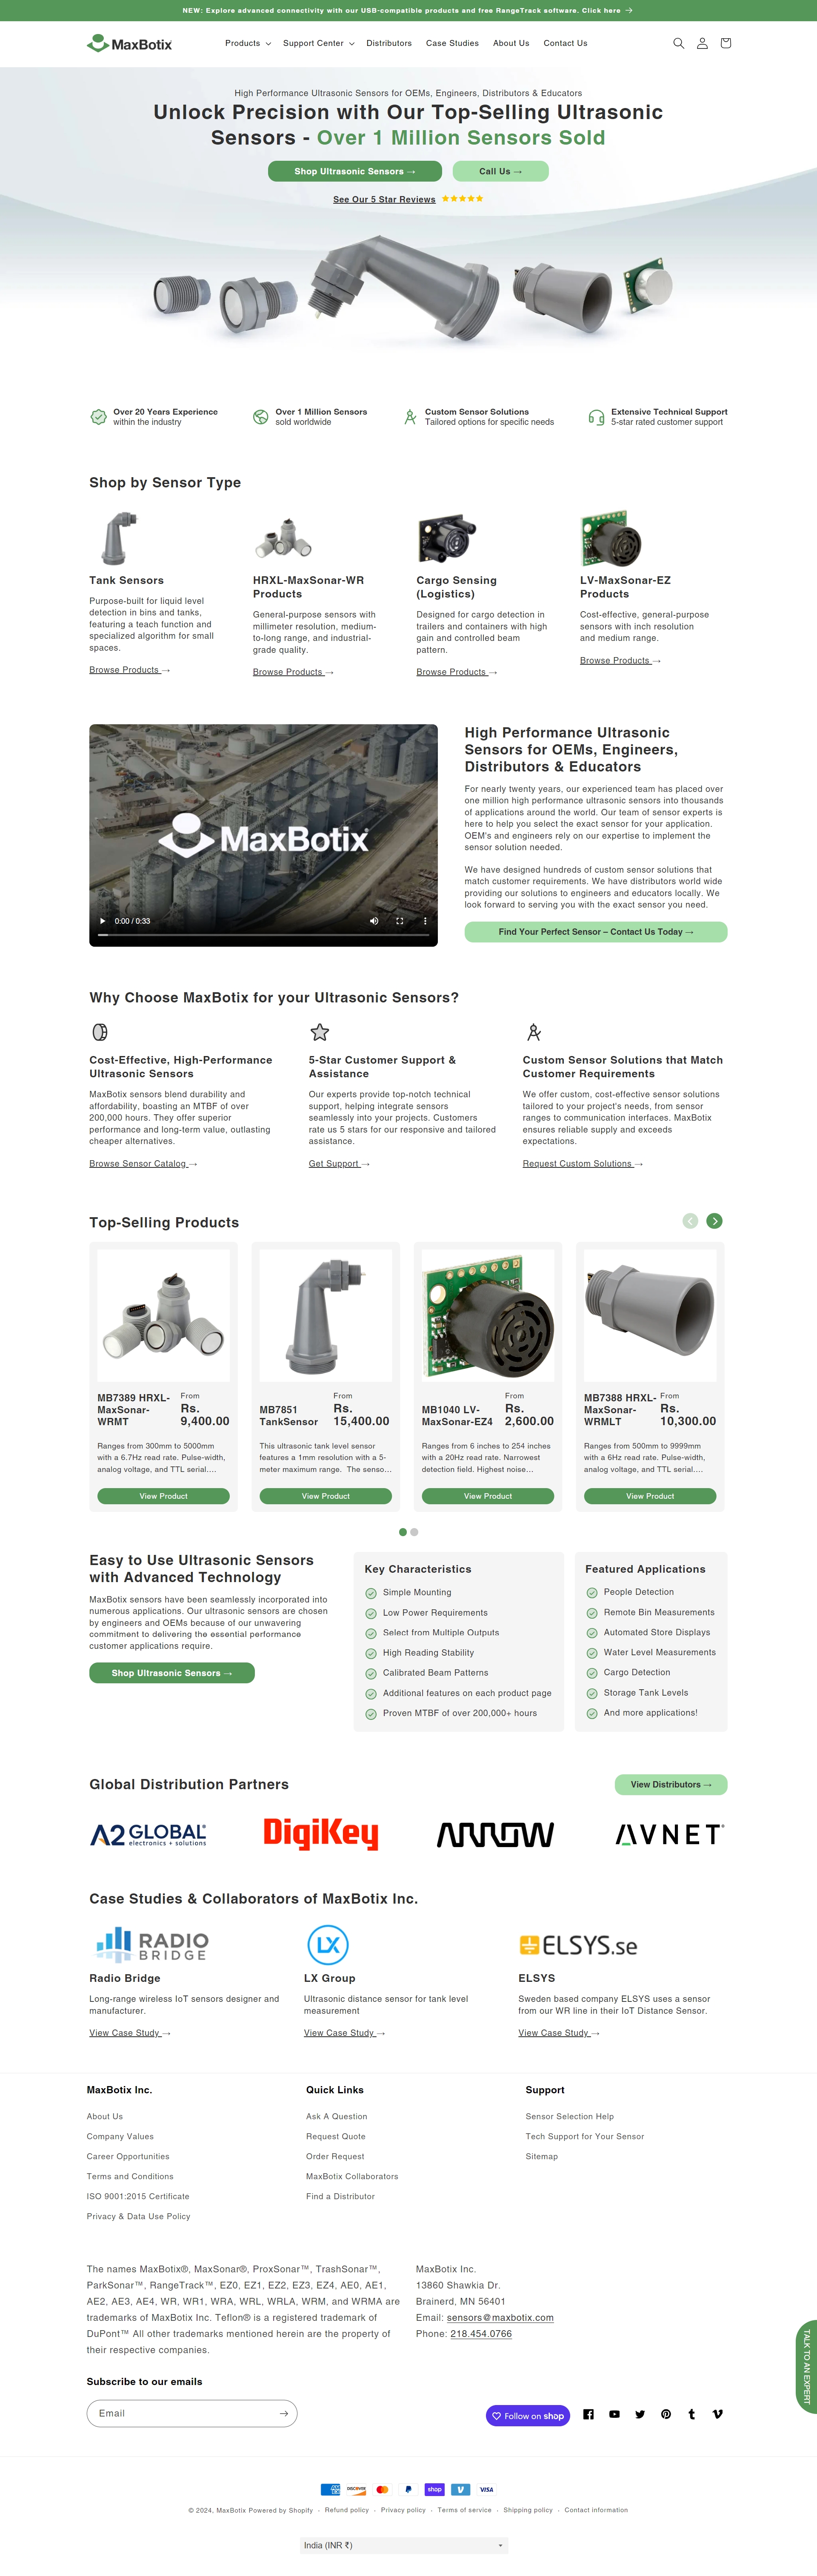 NEW: Explore advanced connectivity with our USB-compatible products and free RangeTrack software. Click here →
MaxBotix
Products
Support Center
Distributors
Case Studies
About Us
Contact Us
High Performance Ultrasonic Sensors for OEMs, Engineers, Distributors & Educators
Unlock Precision with Our Top-Selling Ultrasonic
Sensors - Over 1 Million Sensors Sold
Shop Ultrasonic Sensors →
Call Us →
See Our 5 Star Reviews
Over 20 Years Experience
within the industry
Over 1 Million Sensors
sold worldwide
Custom Sensor Solutions
Tailored options for specific needs
Extensive Technical Support
5-star rated customer support
Shop by Sensor Type
Tank Sensors
Purpose-built for liquid level
detection in bins and tanks,
featuring a teach function and
specialized algorithm for small
spaces.
Browse Products →
HRXL-MaxSonar-WR
Products
General-purpose sensors with
millimeter resolution, medium-
to-long range, and industrial-
grade quality.
Browse Products →
Cargo Sensing
(Logistics)
Designed for cargo detection in
trailers and containers with high
gain and controlled beam
pattern.
Browse Products →
LV-MaxSonar-EZ
Products
Cost-effective, general-purpose
sensors with inch resolution
and medium range.
Browse Products →
MaxBotix
0:00 / 0:33
High Performance Ultrasonic
Sensors for OEMs, Engineers,
Distributors & Educators
For nearly twenty years, our experienced team has placed over
one million high performance ultrasonic sensors into thousands
of applications around the world. Our team of sensor experts is
here to help you select the exact sensor for your application.
OEM's and engineers rely on our expertise to implement the
sensor solution needed.
We have designed hundreds of custom sensor solutions that
match customer requirements. We have distributors world wide
providing our solutions to engineers and educators locally. We
look forward to serving you with the exact sensor you need.
Find Your Perfect Sensor – Contact Us Today →
Why Choose MaxBotix for your Ultrasonic Sensors?
Cost-Effective, High-Performance
Ultrasonic Sensors
MaxBotix sensors blend durability and
affordability, boasting an MTBF of over
200,000 hours. They offer superior
performance and long-term value, outlasting
cheaper alternatives.
Browse Sensor Catalog →
5-Star Customer Support &
Assistance
Our experts provide top-notch technical
support, helping integrate sensors
seamlessly into your projects. Customers
rate us 5 stars for our responsive and tailored
assistance.
Get Support →
Custom Sensor Solutions that Match
Customer Requirements
We offer custom, cost-effective sensor solutions
tailored to your project's needs, from sensor
ranges to communication interfaces. MaxBotix
ensures reliable supply and exceeds
expectations.
Request Custom Solutions →
Top-Selling Products
MB7389 HRXL-
MaxSonar-
WRMT
From
Rs.
9,400.00
Ranges from 300mm to 5000mm
with a 6.7Hz read rate. Pulse-width,
analog voltage, and TTL serial....
View Product
MB7851
TankSensor
From
Rs.
15,400.00
This ultrasonic tank level sensor
features a 1mm resolution with a 5-
meter maximum range. The senso...
View Product
MB1040 LV-
MaxSonar-EZ4
From
Rs.
2,600.00
Ranges from 6 inches to 254 inches
with a 20Hz read rate. Narrowest
detection field. Highest noise...
View Product
MB7388 HRXL-
MaxSonar-
WRMLT
From
Rs.
10,300.00
Ranges from 500mm to 9999mm
with a 6Hz read rate. Pulse-width,
analog voltage, and TTL serial....
View Product
Easy to Use Ultrasonic Sensors
with Advanced Technology
MaxBotix sensors have been seamlessly incorporated into
numerous applications. Our ultrasonic sensors are chosen
by engineers and OEMs because of our unwavering
commitment to delivering the essential performance
customer applications require.
Shop Ultrasonic Sensors →
Key Characteristics
Simple Mounting
Low Power Requirements
Select from Multiple Outputs
High Reading Stability
Calibrated Beam Patterns
Additional features on each product page
Proven MTBF of over 200,000+ hours
Featured Applications
People Detection
Remote Bin Measurements
Automated Store Displays
Water Level Measurements
Cargo Detection
Storage Tank Levels
And more applications!
Global Distribution Partners
View Distributors →
A2 GLOBAL
electronics + solutions
DigiKey
ARROW
AVNET
Case Studies & Collaborators of MaxBotix Inc.
RADIO
BRIDGE
Radio Bridge
Long-range wireless IoT sensors designer and
manufacturer.
View Case Study →
LX
LX Group
Ultrasonic distance sensor for tank level
measurement
View Case Study →
ELSYS.se
ELSYS
Sweden based company ELSYS uses a sensor
from our WR line in their IoT Distance Sensor.
View Case Study →
MaxBotix Inc.
About Us
Company Values
Career Opportunities
Terms and Conditions
ISO 9001:2015 Certificate
Privacy & Data Use Policy
Quick Links
Ask A Question
Request Quote
Order Request
MaxBotix Collaborators
Find a Distributor
Support
Sensor Selection Help
Tech Support for Your Sensor
Sitemap
The names MaxBotix®, MaxSonar®, ProxSonar™, TrashSonar™,
ParkSonar™, RangeTrack™, EZ0, EZ1, EZ2, EZ3, EZ4, AE0, AE1,
AE2, AE3, AE4, WR, WR1, WRA, WRL, WRLA, WRM, and WRMA are
trademarks of MaxBotix Inc. Teflon® is a registered trademark of
DuPont™ All other trademarks mentioned herein are the property of
their respective companies.
MaxBotix Inc.
13860 Shawkia Dr.
Brainerd, MN 56401
Email: sensors@maxbotix.com
Phone: 218.454.0766
TALK TO AN EXPERT
Subscribe to our emails
Email
Follow on shop
DISCOVER
shop
VISA
© 2024, MaxBotix Powered by Shopify · Refund policy · Privacy policy · Terms of service · Shipping policy · Contact information
India (INR ₹)